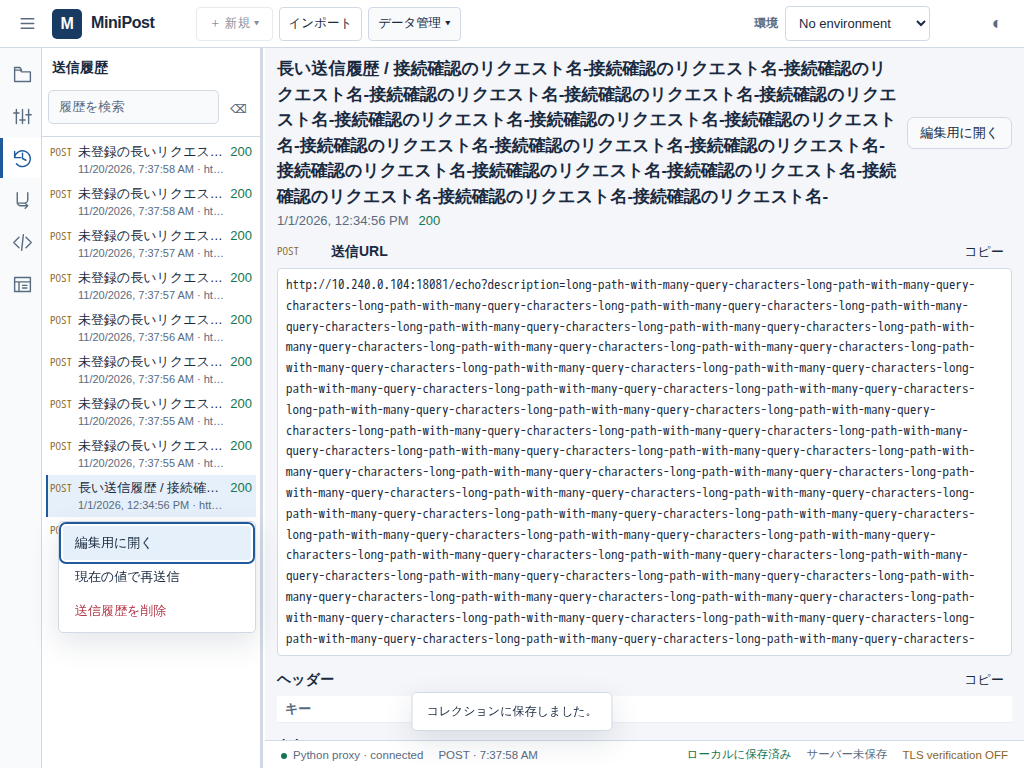 M MiniPost ＋ 新規 ▾ インポート データ管理 ▾ 環境 No environment
送信履歴
履歴を検索
POST 未登録の長いリクエス… 200
11/20/2026, 7:37:58 AM · ht…
POST 未登録の長いリクエス… 200
11/20/2026, 7:37:58 AM · ht…
POST 未登録の長いリクエス… 200
11/20/2026, 7:37:57 AM · ht…
POST 未登録の長いリクエス… 200
11/20/2026, 7:37:57 AM · ht…
POST 未登録の長いリクエス… 200
11/20/2026, 7:37:56 AM · ht…
POST 未登録の長いリクエス… 200
11/20/2026, 7:37:56 AM · ht…
POST 未登録の長いリクエス… 200
11/20/2026, 7:37:55 AM · ht…
POST 未登録の長いリクエス… 200
11/20/2026, 7:37:55 AM · ht…
POST 長い送信履歴 / 接続確… 200
1/1/2026, 12:34:56 PM · htt…
編集用に開く
現在の値で再送信
送信履歴を削除
長い送信履歴 / 接続確認のリクエスト名-接続確認のリクエスト名-接続確認のリ
クエスト名-接続確認のリクエスト名-接続確認のリクエスト名-接続確認のリクエ
スト名-接続確認のリクエスト名-接続確認のリクエスト名-接続確認のリクエスト
名-接続確認のリクエスト名-接続確認のリクエスト名-接続確認のリクエスト名-
接続確認のリクエスト名-接続確認のリクエスト名-接続確認のリクエスト名-接続
確認のリクエスト名-接続確認のリクエスト名-接続確認のリクエスト名-
編集用に開く
1/1/2026, 12:34:56 PM 200
POST 送信URL コピー
http://10.240.0.104:18081/echo?description=long-path-with-many-query-characters-long-path-with-many-query-
characters-long-path-with-many-query-characters-long-path-with-many-query-characters-long-path-with-many-
query-characters-long-path-with-many-query-characters-long-path-with-many-query-characters-long-path-with-
many-query-characters-long-path-with-many-query-characters-long-path-with-many-query-characters-long-path-
with-many-query-characters-long-path-with-many-query-characters-long-path-with-many-query-characters-long-
path-with-many-query-characters-long-path-with-many-query-characters-long-path-with-many-query-characters-
long-path-with-many-query-characters-long-path-with-many-query-characters-long-path-with-many-query-
characters-long-path-with-many-query-characters-long-path-with-many-query-characters-long-path-with-many-
query-characters-long-path-with-many-query-characters-long-path-with-many-query-characters-long-path-with-
many-query-characters-long-path-with-many-query-characters-long-path-with-many-query-characters-long-path-
with-many-query-characters-long-path-with-many-query-characters-long-path-with-many-query-characters-long-
path-with-many-query-characters-long-path-with-many-query-characters-long-path-with-many-query-characters-
long-path-with-many-query-characters-long-path-with-many-query-characters-long-path-with-many-query-
characters-long-path-with-many-query-characters-long-path-with-many-query-characters-long-path-with-many-
query-characters-long-path-with-many-query-characters-long-path-with-many-query-characters-long-path-with-
many-query-characters-long-path-with-many-query-characters-long-path-with-many-query-characters-long-path-
with-many-query-characters-long-path-with-many-query-characters-long-path-with-many-query-characters-long-
path-with-many-query-characters-long-path-with-many-query-characters-long-path-with-many-query-characters-
ヘッダー コピー
キー
コレクションに保存しました。
Python proxy · connected POST · 7:37:58 AM ローカルに保存済み サーバー未保存 TLS verification OFF